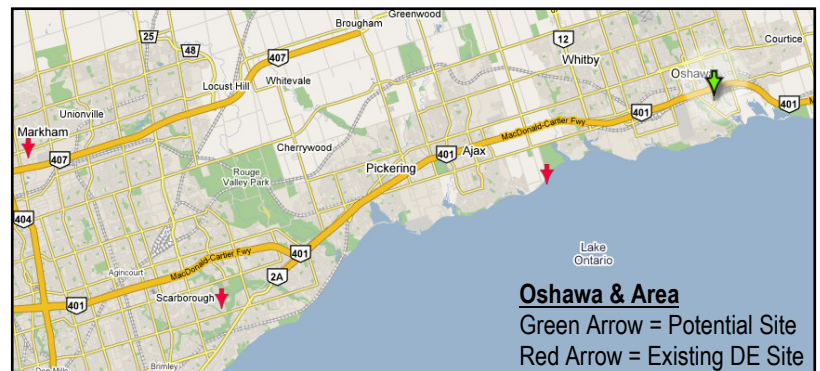 Greenwood
Brougham
25
12
Courtice
48
407
Whitby
Locust Hill
Whitevale
Oshawa
Unionville
401
401
MacDonald-Cartier Fwy
Markham
Cherrywood
407
401
Ajax
Rouge
Valley Park
Pickering
404
Lake
Ontario
MacDonald-Cartier Fwy
401
Agincourt
2A
401
Scarborough
Oshawa & Area
Green Arrow = Potential Site
Red Arrow = Existing DE Site
Brimley